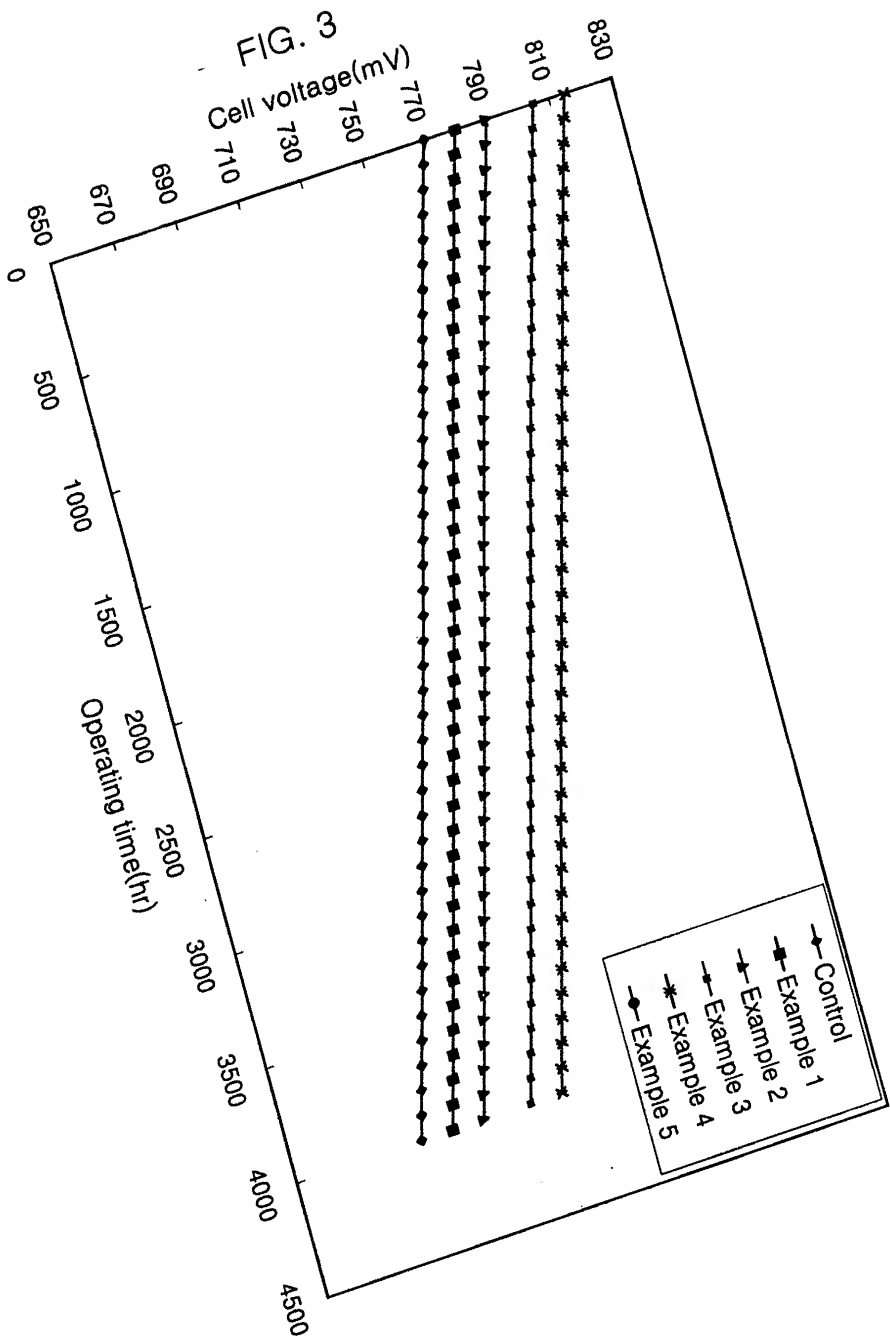 FIG. 3
Cell voltage(mV)
830
810
790
770
750
730
710
690
670
650
0
500
1000
1500
2000
2500
3000
3500
4000
4500
Operating time(hr)
Control
Example 1
Example 2
Example 3
Example 4
Example 5